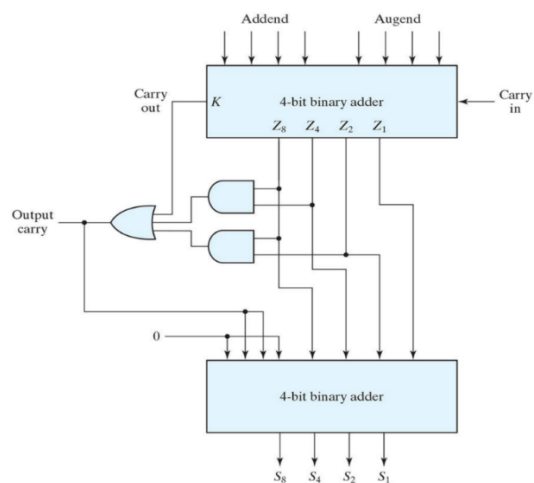 Addend Augend
Carry
out
K
4-bit binary adder
Carry
in
Z8 Z4 Z2 Z1
Output
carry
0
4-bit binary adder
S8 S4 S2 S1